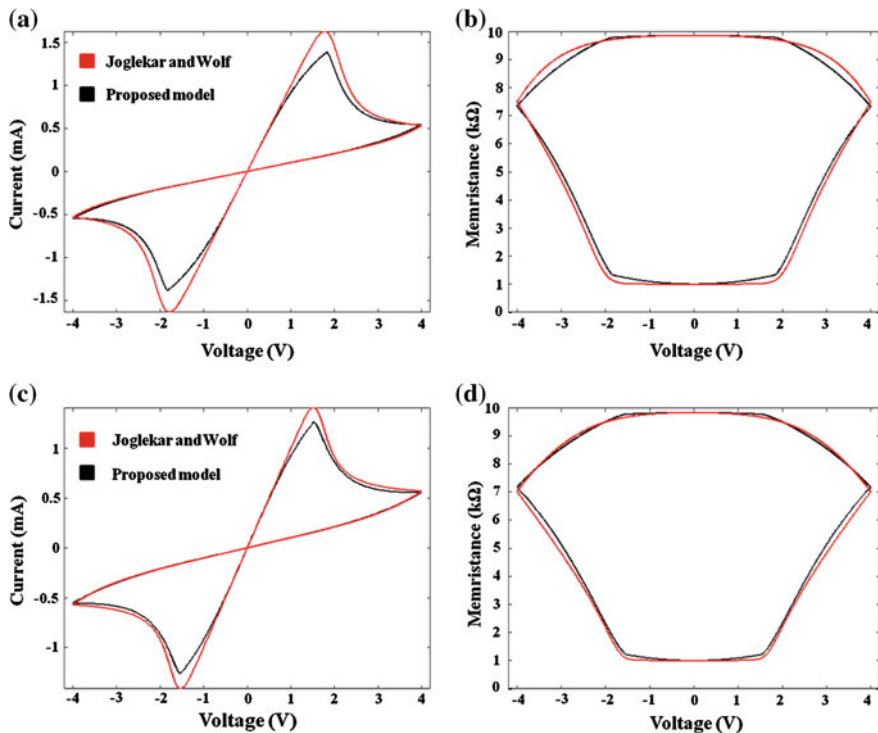 (a)
1.5
1
0.5
0
-0.5
-1
-1.5
Current (mA)
Joglekar and Wolf
Proposed model
-4 -3 -2 -1 0 1 2 3 4
Voltage (V)
(b)
10
9
8
7
6
5
4
3
2
1
0
Memristance (kΩ)
-4 -3 -2 -1 0 1 2 3 4
Voltage (V)
(c)
1
0.5
0
-0.5
-1
Current (mA)
Joglekar and Wolf
Proposed model
-4 -3 -2 -1 0 1 2 3 4
Voltage (V)
(d)
10
9
8
7
6
5
4
3
2
1
0
Memristance (kΩ)
-4 -3 -2 -1 0 1 2 3 4
Voltage (V)